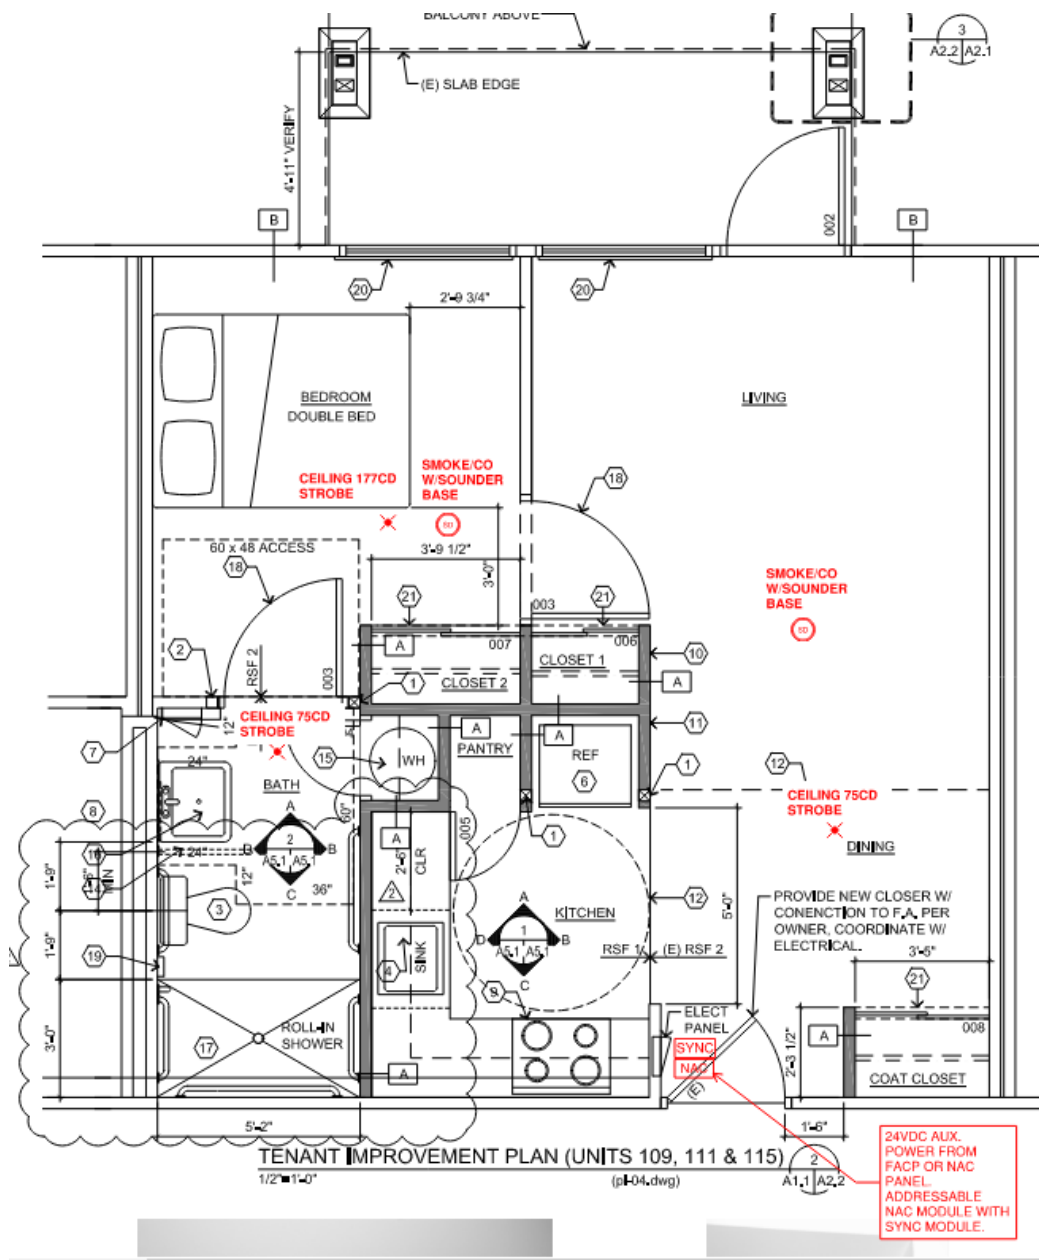 BALCONY ABOVE
3
A2.2 A2.1
(E) SLAB EDGE
4'-11" VERIFY
002
B
B
20
20
2'-9 3/4"
BEDROOM
DOUBLE BED
LIVING
CEILING 177CD
STROBE
SMOKE/CO
W/SOUNDER
BASE
SD
18
60 x 48 ACCESS
18
3'-9 1/2"
3'-0"
SMOKE/CO
W/SOUNDER
BASE
SD
21
003
21
007
006
2
RSF 2
003
A
CLOSET 1
10
CLOSET 2
1
A
CEILING 75CD
STROBE
12"
7
A
PANTRY
A
11
15
WH
REF
6
24"
BATH
12
1
CEILING 75CD
STROBE
60"
8
A
2
B
B
A5.1 A5.1
C
24"
12"
36"
A
2'-6"
CLR
005
1
DINING
1'-9"
MIN
2
3
12
KITCHEN
A
1
D
B
A5.1 A5.1
C
5'-0"
PROVIDE NEW CLOSER W/
CONENCTION TO F.A. PER
OWNER, COORDINATE W/
ELECTRICAL.
3'-5"
1'-9"
19
4
SINK
RSF 1
(E) RSF 2
9
21
ROLL-IN
SHOWER
3'-0"
17
ELECT
PANEL
SYNC
NAC
(E)
A
2'-3 1/2"
A
008
COAT CLOSET
5'-2"
1'-6"
TENANT IMPROVEMENT PLAN (UNITS 109, 111 & 115)
1/2"=1'-0"
(pl-04.dwg)
2
A1.1 A2.2
24VDC AUX.
POWER FROM
FACP OR NAC
PANEL.
ADDRESSABLE
NAC MODULE WITH
SYNC MODULE.